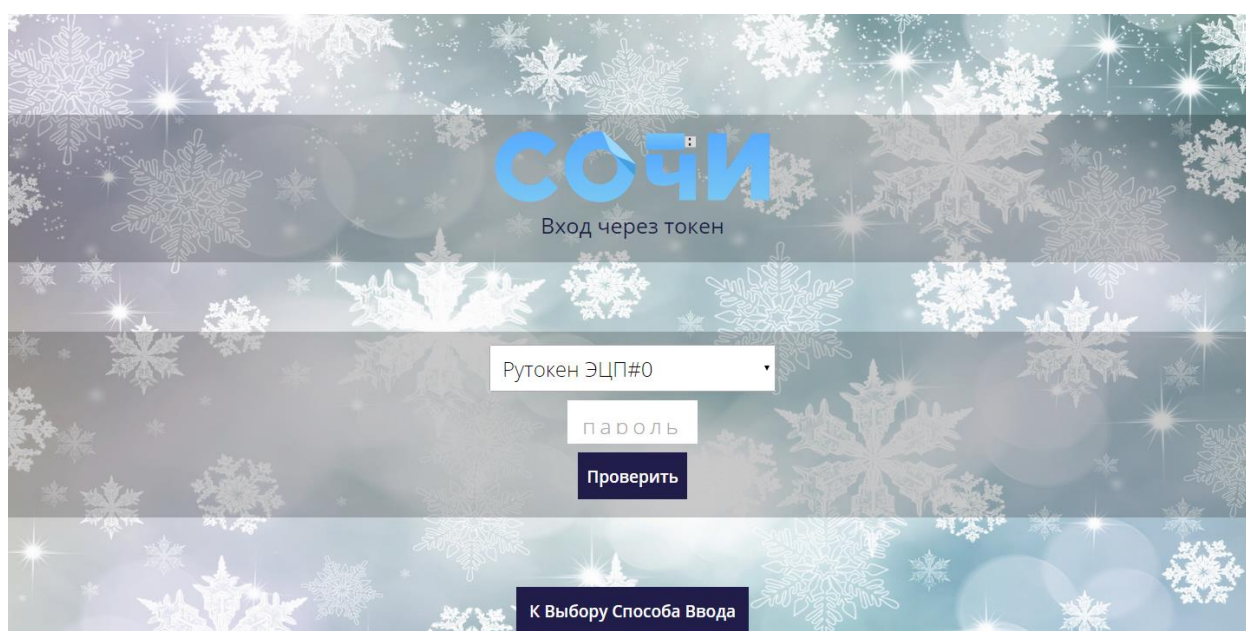 СОЧИ
Вход через токен
Рутокен ЭЦП#0
пароль
Проверить
К Выбору Способа Ввода